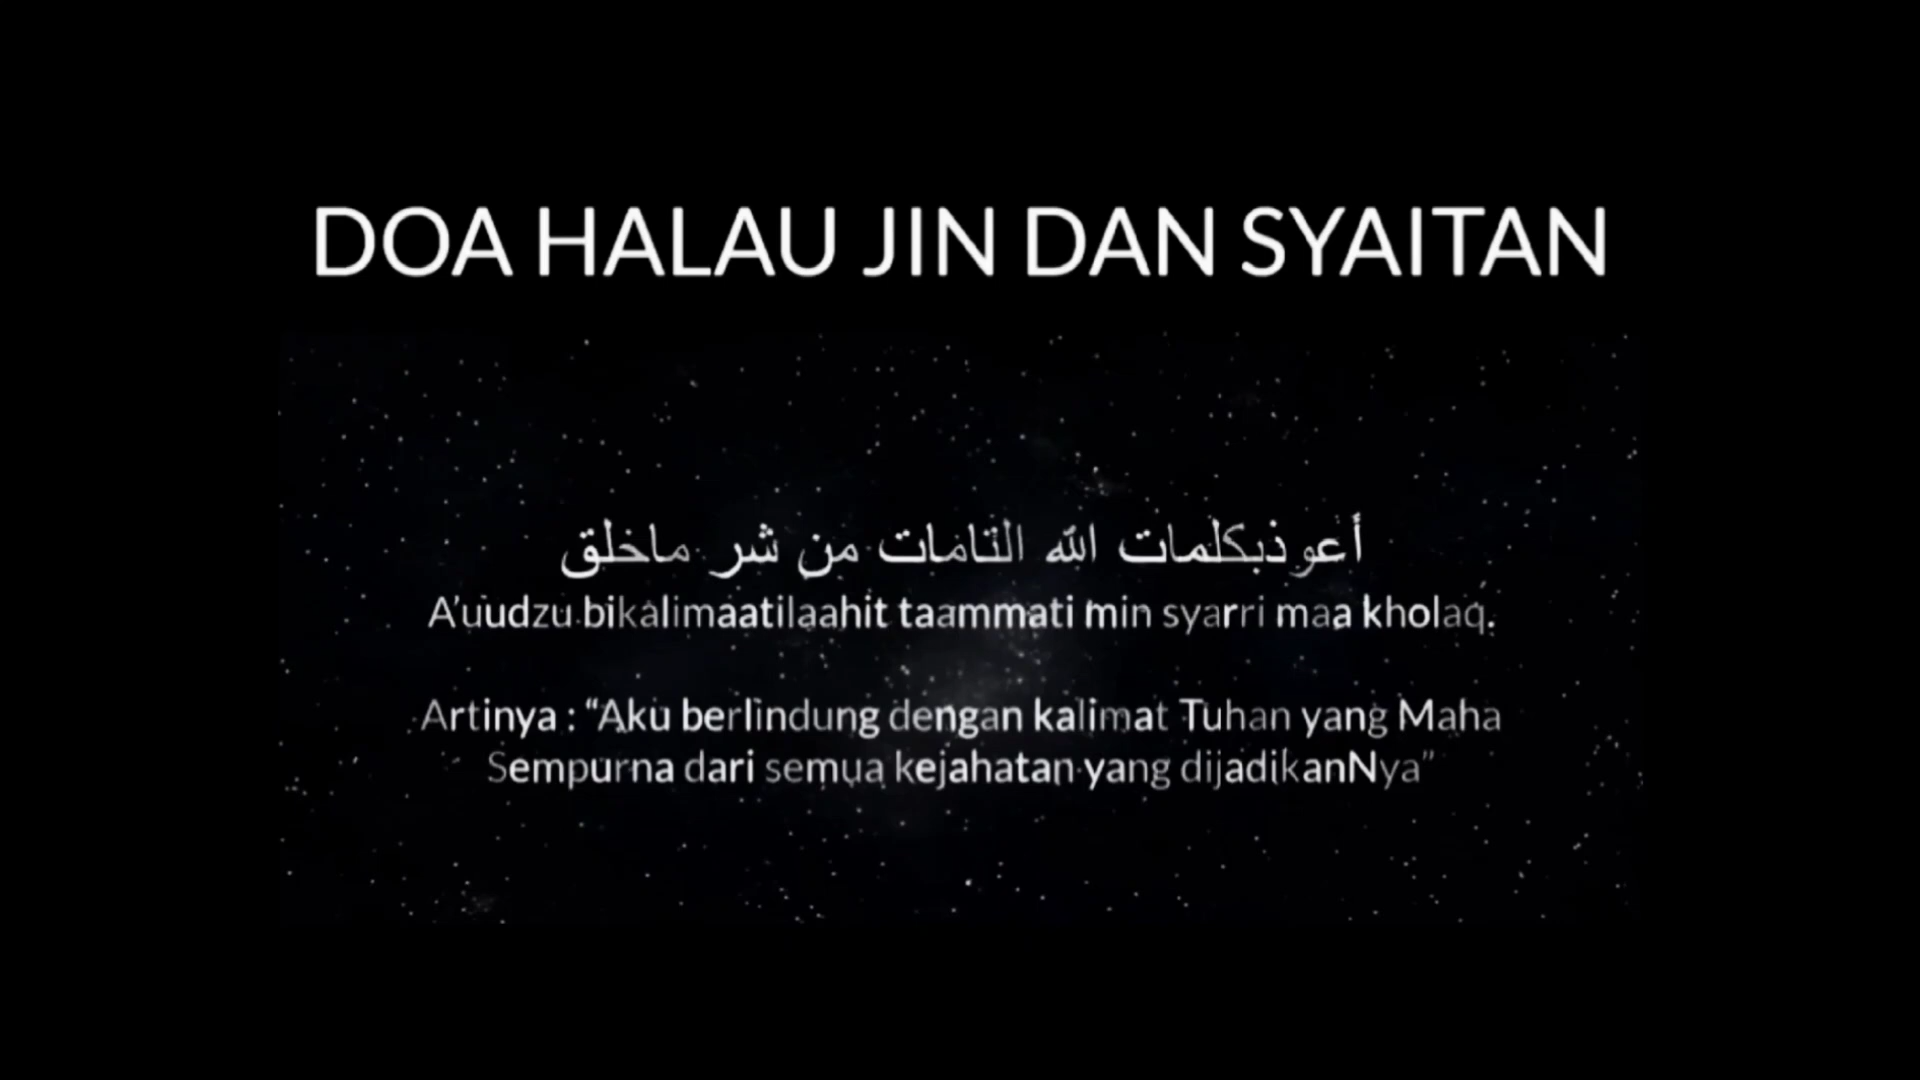 DOA HALAU JIN DAN SYAITAN
أعوذبكلمات الله التامات من شر ماخلق
A'uudzu bikalimaatilaahit taammati min syarri maa kholaq.
Artinya : “Aku berlindung dengan kalimat Tuhan yang Maha
Sempurna dari semua kejahatan yang dijadikanNya”